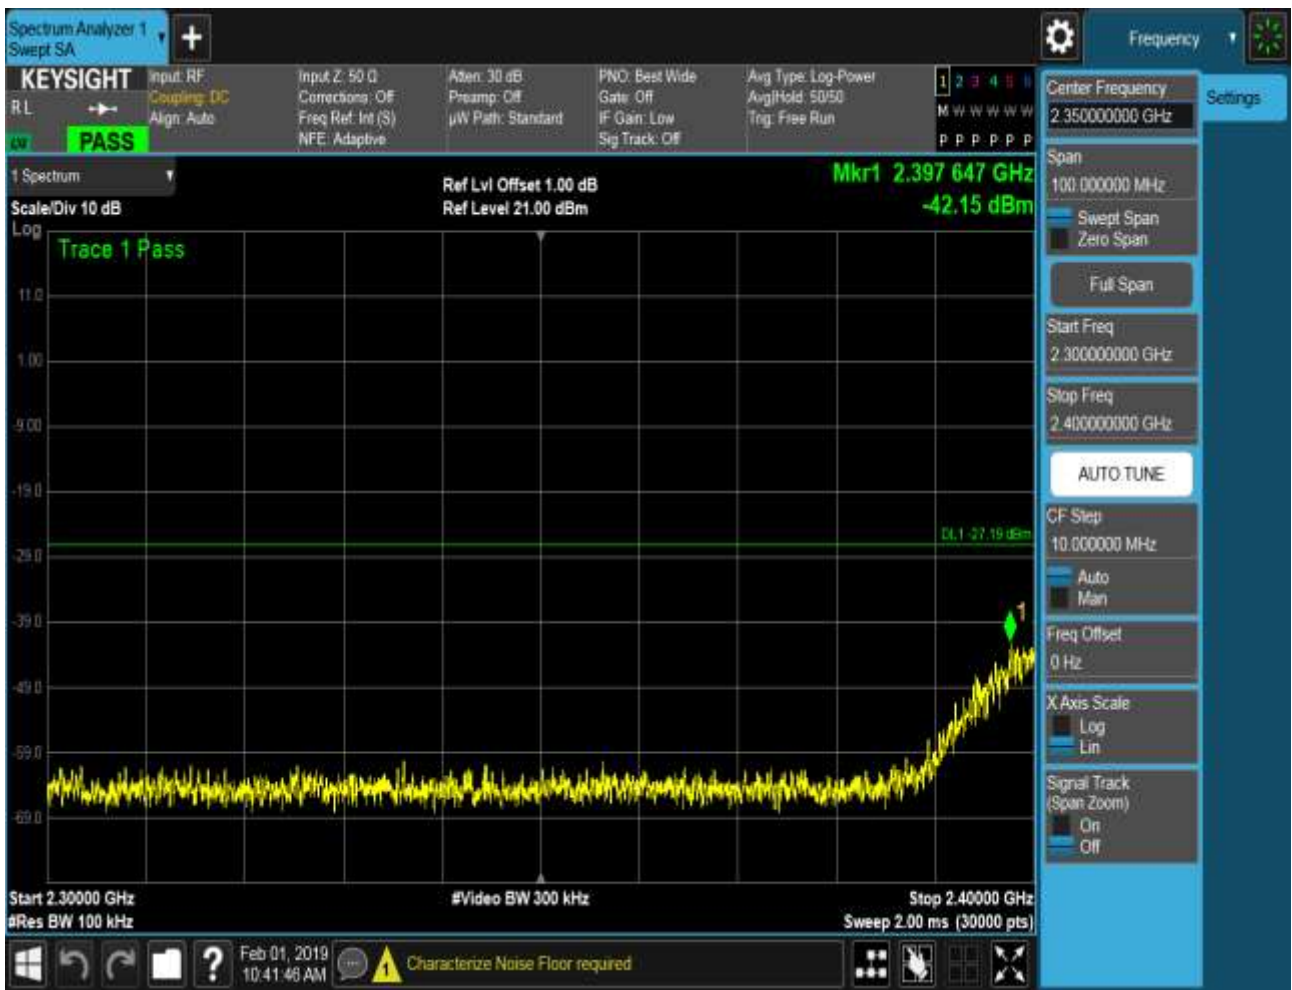 Spectrum Analyzer 1
Swept SA
Frequency
KEYSIGHT
R L
PASS
Input: RF
Coupling: DC
Align: Auto
Input Z: 50 Ω
Corrections: Off
Freq Ref: Int (S)
NFE: Adaptive
Atten: 30 dB
Preamp: Off
µW Path: Standard
PNO: Best Wide
Gate: Off
IF Gain: Low
Sig Track: Off
Avg Type: Log-Power
Avg|Hold: 50/50
Trig: Free Run
1 2 3 4 5 6
M W W W W W
P P P P P P
1 Spectrum
Scale/Div 10 dB
Log
Ref Lvl Offset 1.00 dB
Ref Level 21.00 dBm
Mkr1 2.397 647 GHz
-42.15 dBm
Trace 1 Pass
11.0
1.00
-9.00
-19.0
DL1 -27.19 dBm
-29.0
-39.0
1
-49.0
-59.0
-69.0
Start 2.30000 GHz
#Res BW 100 kHz
#Video BW 300 kHz
Stop 2.40000 GHz
Sweep 2.00 ms (30000 pts)
Center Frequency
2.350000000 GHz
Settings
Span
100.000000 MHz
Swept Span
Zero Span
Full Span
Start Freq
2.300000000 GHz
Stop Freq
2.400000000 GHz
AUTO TUNE
CF Step
10.000000 MHz
Auto
Man
Freq Offset
0 Hz
X Axis Scale
Log
Lin
Signal Track
(Span Zoom)
On
Off
?
Feb 01, 2019
10:41:46 AM
1
Characterize Noise Floor required